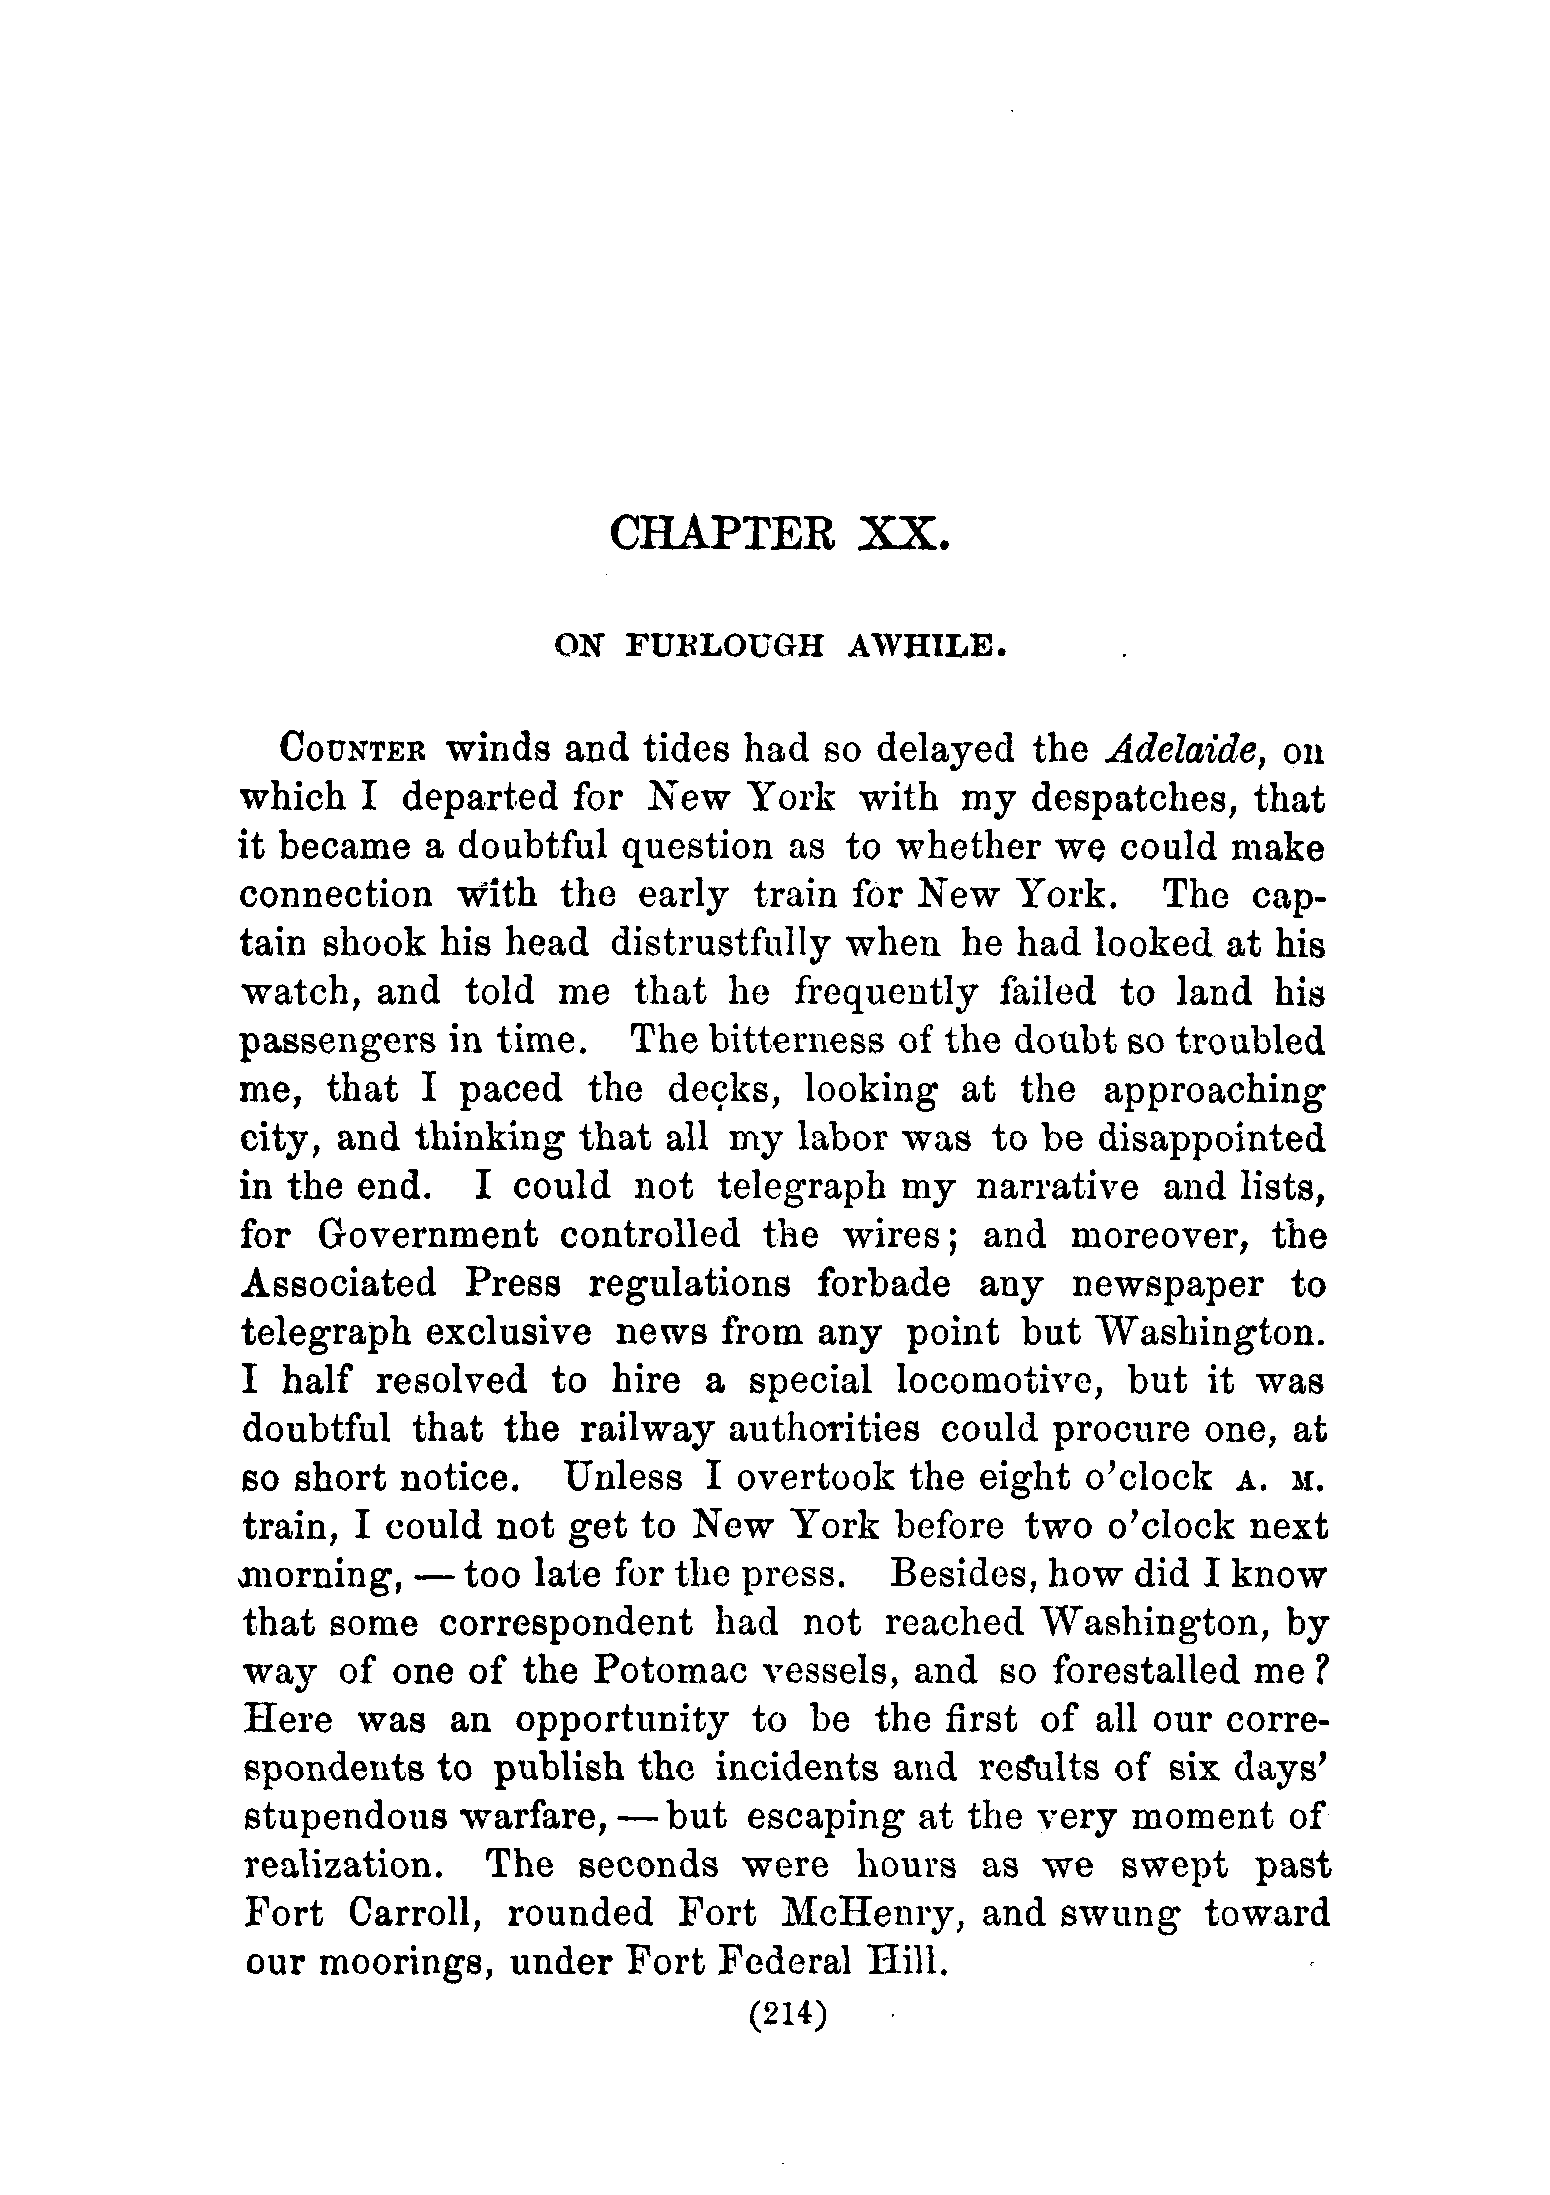 CHAPTER XX.
ON FURLOUGH AWHILE.
COUNTER winds and tides had so delayed the Adelaide, on
which I departed for New York with my despatches, that
it became a doubtful question as to whether we could make
connection with the early train for New York. The cap-
tain shook his head distrustfully when he had looked at his
watch, and told me that he frequently failed to land his
passengers in time. The bitterness of the doubt so troubled
me, that I paced the decks, looking at the approaching
city, and thinking that all my labor was to be disappointed
in the end. I could not telegraph my narrative and lists,
for Government controlled the wires; and moreover, the
Associated Press regulations forbade any newspaper to
telegraph exclusive news from any point but Washington.
I half resolved to hire a special locomotive, but it was
doubtful that the railway authorities could procure one, at
so short notice. Unless I overtook the eight o'clock A. M.
train, I could not get to New York before two o'clock next
morning, — too late for the press. Besides, how did I know
that some correspondent had not reached Washington, by
way of one of the Potomac vessels, and so forestalled me?
Here was an opportunity to be the first of all our corre-
spondents to publish the incidents and results of six days'
stupendous warfare, — but escaping at the very moment of
realization. The seconds were hours as we swept past
Fort Carroll, rounded Fort McHenry, and swung toward
our moorings, under Fort Federal Hill.
(214)